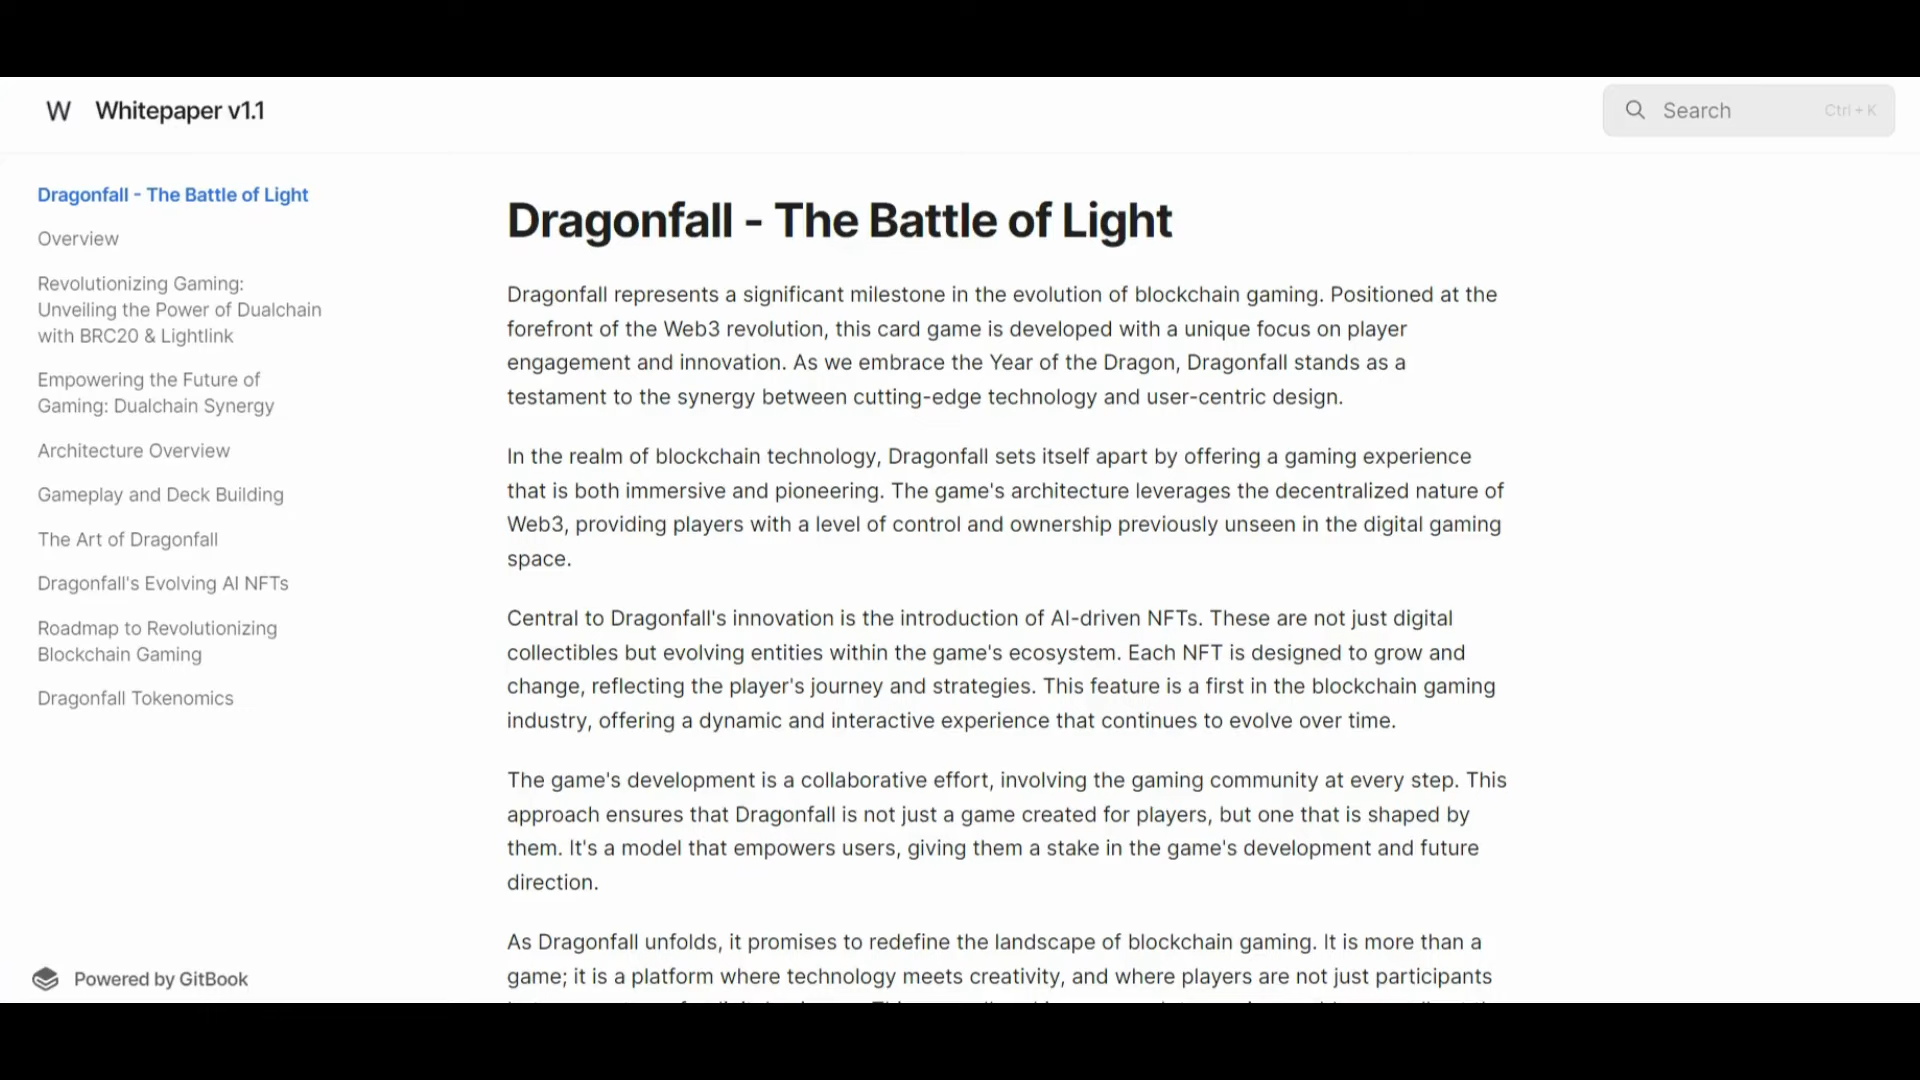 W Whitepaper v1.1
Search Ctrl + K
Dragonfall - The Battle of Light
Overview
Revolutionizing Gaming:
Unveiling the Power of Dualchain
with BRC20 & Lightlink
Empowering the Future of
Gaming: Dualchain Synergy
Architecture Overview
Gameplay and Deck Building
The Art of Dragonfall
Dragonfall's Evolving AI NFTs
Roadmap to Revolutionizing
Blockchain Gaming
Dragonfall Tokenomics
Powered by GitBook
Dragonfall - The Battle of Light
Dragonfall represents a significant milestone in the evolution of blockchain gaming. Positioned at the
forefront of the Web3 revolution, this card game is developed with a unique focus on player
engagement and innovation. As we embrace the Year of the Dragon, Dragonfall stands as a
testament to the synergy between cutting-edge technology and user-centric design.
In the realm of blockchain technology, Dragonfall sets itself apart by offering a gaming experience
that is both immersive and pioneering. The game's architecture leverages the decentralized nature of
Web3, providing players with a level of control and ownership previously unseen in the digital gaming
space.
Central to Dragonfall's innovation is the introduction of AI-driven NFTs. These are not just digital
collectibles but evolving entities within the game's ecosystem. Each NFT is designed to grow and
change, reflecting the player's journey and strategies. This feature is a first in the blockchain gaming
industry, offering a dynamic and interactive experience that continues to evolve over time.
The game's development is a collaborative effort, involving the gaming community at every step. This
approach ensures that Dragonfall is not just a game created for players, but one that is shaped by
them. It's a model that empowers users, giving them a stake in the game's development and future
direction.
As Dragonfall unfolds, it promises to redefine the landscape of blockchain gaming. It is more than a
game; it is a platform where technology meets creativity, and where players are not just participants